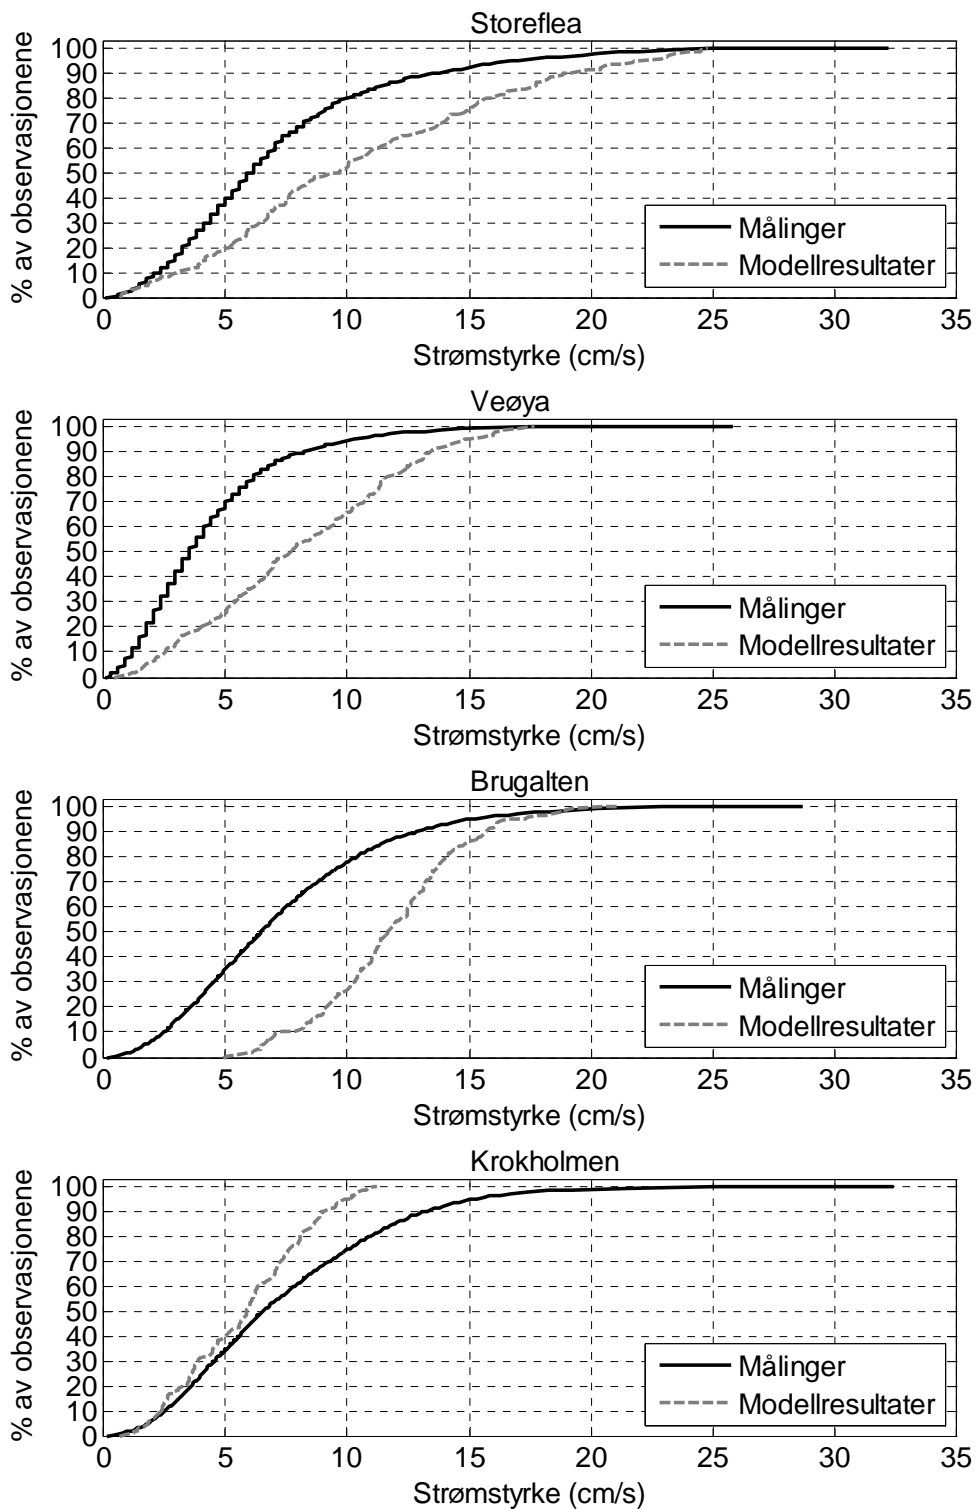 Storeflea
% av observasjonene
100
90
80
70
60
50
40
30
20
10
0
0 5 10 15 20 25 30 35
Strømstyrke (cm/s)
Målinger
Modellresultater
Veøya
% av observasjonene
100
90
80
70
60
50
40
30
20
10
0
0 5 10 15 20 25 30 35
Strømstyrke (cm/s)
Målinger
Modellresultater
Brugalten
% av observasjonene
100
90
80
70
60
50
40
30
20
10
0
0 5 10 15 20 25 30 35
Strømstyrke (cm/s)
Målinger
Modellresultater
Krokholmen
% av observasjonene
100
90
80
70
60
50
40
30
20
10
0
0 5 10 15 20 25 30 35
Strømstyrke (cm/s)
Målinger
Modellresultater